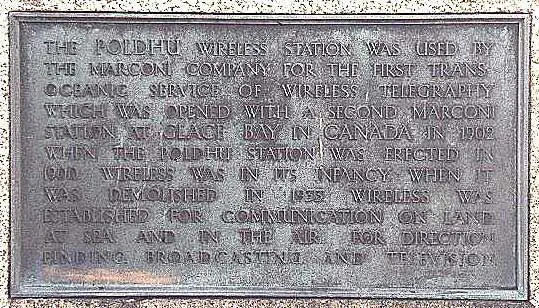 THE POLDHU WIRELESS STATION WAS USED BY
THE MARCONI COMPANY FOR THE FIRST TRANS-
OCEANIC SERVICE OF WIRELESS TELEGRAPHY
WHICH WAS OPENED WITH A SECOND MARCONI
STATION AT GLACE BAY IN CANADA IN 1902
WHEN THE POLDHU STATION WAS ERECTED IN
1900 WIRELESS WAS IN ITS INFANCY WHEN IT
WAS DEMOLISHED IN 1933 WIRELESS WAS
ESTABLISHED FOR COMMUNICATION ON LAND
AT SEA AND IN THE AIR FOR DIRECTION
FINDING BROADCASTING AND TELEVISION